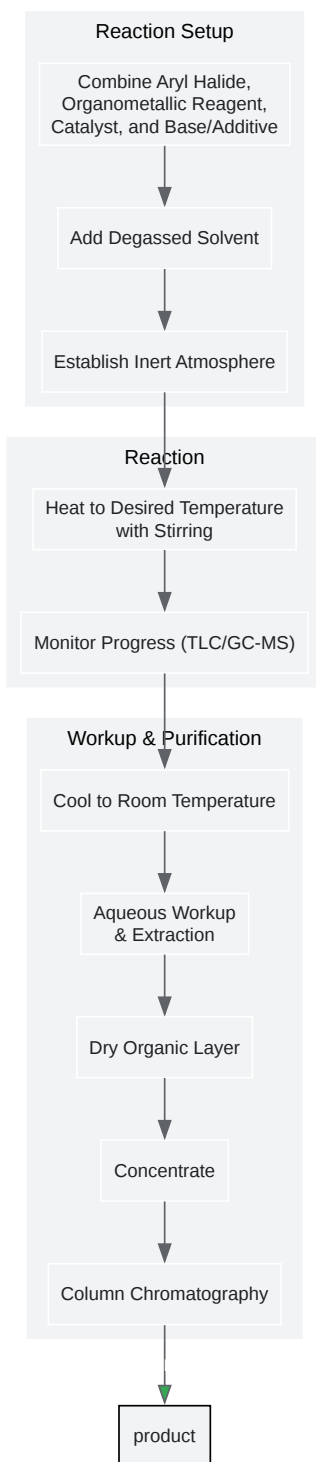 Reaction Setup
Combine Aryl Halide,
Organometallic Reagent,
Catalyst, and Base/Additive
Add Degassed Solvent
Establish Inert Atmosphere
Reaction
Heat to Desired Temperature
with Stirring
Monitor Progress (TLC/GC-MS)
Workup & Purification
Cool to Room Temperature
Aqueous Workup
& Extraction
Dry Organic Layer
Concentrate
Column Chromatography
product